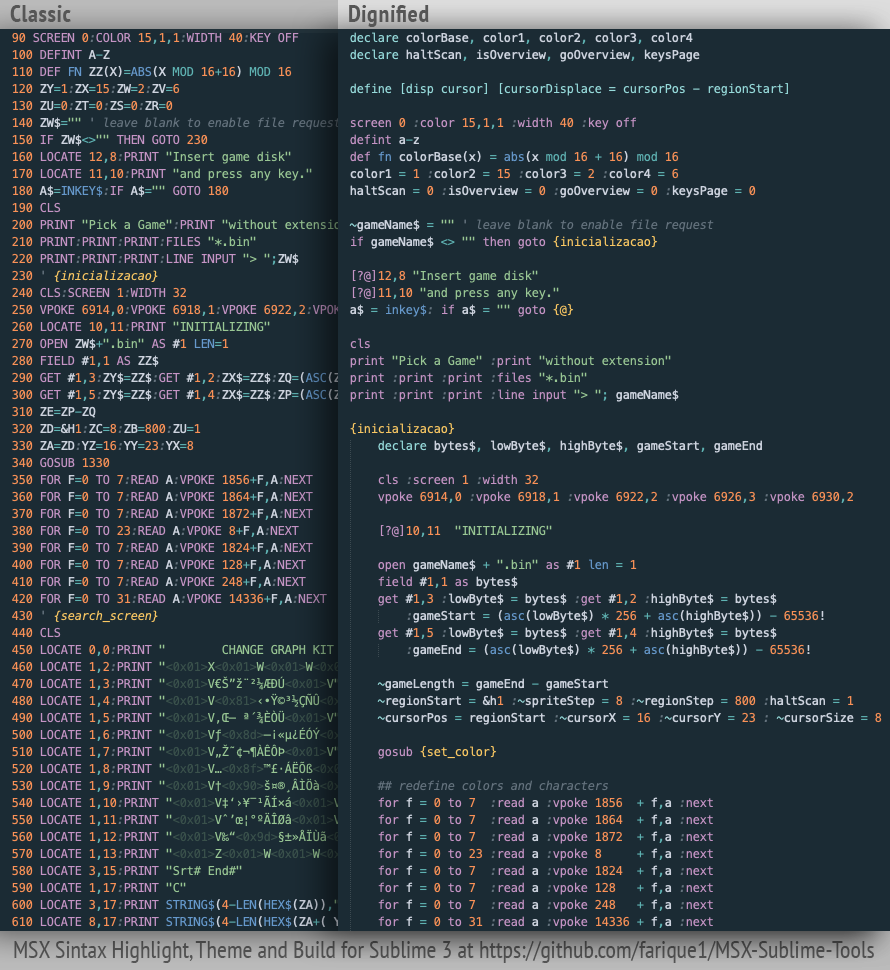 Classic
90 SCREEN 0:COLOR 15,1,1:WIDTH 40:KEY OFF
100 DEFINT A-Z
110 DEF FN ZZ(X)=ABS(X MOD 16+16) MOD 16
120 ZY=1:ZX=15:ZW=2:ZV=6
130 ZU=0:ZT=0:ZS=0:ZR=0
140 ZW$="" ' leave blank to enable file request
150 IF ZW$<>"" THEN GOTO 230
160 LOCATE 12,8:PRINT "Insert game disk"
170 LOCATE 11,10:PRINT "and press any key."
180 A$=INKEY$:IF A$="" GOTO 180
190 CLS
200 PRINT "Pick a Game":PRINT "without extensio
210 PRINT:PRINT:PRINT:FILES "*.bin"
220 PRINT:PRINT:PRINT:LINE INPUT "> ";ZW$
230 ' {inicializacao}
240 CLS:SCREEN 1:WIDTH 32
250 VPOKE 6914,0:VPOKE 6918,1:VPOKE 6922,2:VPOK
260 LOCATE 10,11:PRINT "INITIALIZING"
270 OPEN ZW$+".bin" AS #1 LEN=1
280 FIELD #1,1 AS ZZ$
290 GET #1,3:ZY$=ZZ$:GET #1,2:ZX$=ZZ$:ZQ=(ASC(Z
300 GET #1,5:ZY$=ZZ$:GET #1,4:ZX$=ZZ$:ZP=(ASC(Z
310 ZE=ZP-ZQ
320 ZD=&H1:ZC=8:ZB=800:ZU=1
330 ZA=ZD:YZ=16:YY=23:YX=8
340 GOSUB 1330
350 FOR F=0 TO 7:READ A:VPOKE 1856+F,A:NEXT
360 FOR F=0 TO 7:READ A:VPOKE 1864+F,A:NEXT
370 FOR F=0 TO 7:READ A:VPOKE 1872+F,A:NEXT
380 FOR F=0 TO 23:READ A:VPOKE 8+F,A:NEXT
390 FOR F=0 TO 7:READ A:VPOKE 1824+F,A:NEXT
400 FOR F=0 TO 7:READ A:VPOKE 128+F,A:NEXT
410 FOR F=0 TO 7:READ A:VPOKE 248+F,A:NEXT
420 FOR F=0 TO 31:READ A:VPOKE 14336+F,A:NEXT
430 ' {search_screen}
440 CLS
450 LOCATE 0,0:PRINT "        CHANGE GRAPH KIT
460 LOCATE 1,2:PRINT "<0x01>X<0x01>W<0x01>W<0x
470 LOCATE 1,3:PRINT "<0x01>V€Š”ž¨²¼ÆÐÚ<0x01>V"
480 LOCATE 1,4:PRINT "<0x01>V<0x81>‹•Ÿ©³½ÇÑÛ<0x
490 LOCATE 1,5:PRINT "<0x01>V‚Œ– ª´¾ÈÒÜ<0x01>V"
500 LOCATE 1,6:PRINT "<0x01>Vƒ<0x8d>—¡«µ¿ÉÓÝ<0x
510 LOCATE 1,7:PRINT "<0x01>V„Ž˜¢¬¶ÀÊÔÞ<0x01>V"
520 LOCATE 1,8:PRINT "<0x01>V…<0x8f>™£­·ÁËÕß<0x
530 LOCATE 1,9:PRINT "<0x01>V†<0x90>š¤®¸ÂÌÖà<0x
540 LOCATE 1,10:PRINT "<0x01>V‡‘›¥¯¹ÃÍ×á<0x01>V
550 LOCATE 1,11:PRINT "<0x01>Vˆ’œ¦°ºÄÎØâ<0x01>V
560 LOCATE 1,12:PRINT "<0x01>V‰“<0x9d>§±»ÅÏÙã<0
570 LOCATE 1,13:PRINT "<0x01>Z<0x01>W<0x01>W<0x
580 LOCATE 3,15:PRINT "Srt# End#"
590 LOCATE 1,17:PRINT "C"
600 LOCATE 3,17:PRINT STRING$(4-LEN(HEX$(ZA)),"
610 LOCATE 8,17:PRINT STRING$(4-LEN(HEX$(ZA+( Y
Dignified
declare colorBase, color1, color2, color3, color4
declare haltScan, isOverview, goOverview, keysPage
define [disp cursor] [cursorDisplace = cursorPos - regionStart]
screen 0 :color 15,1,1 :width 40 :key off
defint a-z
def fn colorBase(x) = abs(x mod 16 + 16) mod 16
color1 = 1 :color2 = 15 :color3 = 2 :color4 = 6
haltScan = 0 :isOverview = 0 :goOverview = 0 :keysPage = 0
~gameName$ = "" ' leave blank to enable file request
if gameName$ <> "" then goto {inicializacao}
[?@]12,8 "Insert game disk"
[?@]11,10 "and press any key."
a$ = inkey$: if a$ = "" goto {@}
cls
print "Pick a Game" :print "without extension"
print :print :print :files "*.bin"
print :print :print :line input "> "; gameName$
{inicializacao}
declare bytes$, lowByte$, highByte$, gameStart, gameEnd
cls :screen 1 :width 32
vpoke 6914,0 :vpoke 6918,1 :vpoke 6922,2 :vpoke 6926,3 :vpoke 6930,2
[?@]10,11  "INITIALIZING"
open gameName$ + ".bin" as #1 len = 1
field #1,1 as bytes$
get #1,3 :lowByte$ = bytes$ :get #1,2 :highByte$ = bytes$
:gameStart = (asc(lowByte$) * 256 + asc(highByte$)) - 65536!
get #1,5 :lowByte$ = bytes$ :get #1,4 :highByte$ = bytes$
:gameEnd = (asc(lowByte$) * 256 + asc(highByte$)) - 65536!
~gameLength = gameEnd - gameStart
~regionStart = &h1 :~spriteStep = 8 :~regionStep = 800 :haltScan = 1
~cursorPos = regionStart :~cursorX = 16 :~cursorY = 23 : ~cursorSize = 8
gosub {set_color}
## redefine colors and characters
for f = 0 to 7  :read a :vpoke 1856  + f,a :next
for f = 0 to 7  :read a :vpoke 1864  + f,a :next
for f = 0 to 7  :read a :vpoke 1872  + f,a :next
for f = 0 to 23 :read a :vpoke 8     + f,a :next
for f = 0 to 7  :read a :vpoke 1824  + f,a :next
for f = 0 to 7  :read a :vpoke 128   + f,a :next
for f = 0 to 7  :read a :vpoke 248   + f,a :next
for f = 0 to 31 :read a :vpoke 14336 + f,a :next
MSX Sintax Highlight, Theme and Build for Sublime 3 at https://github.com/farique1/MSX-Sublime-Tools